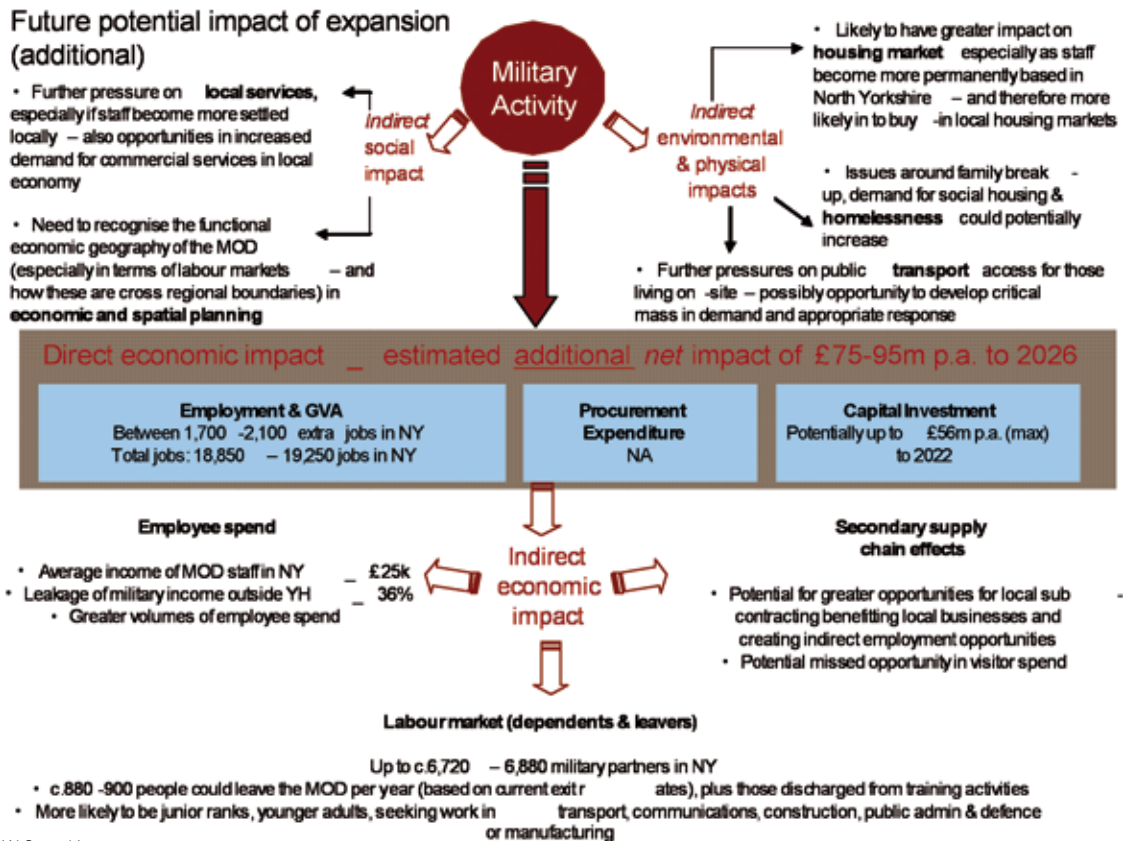 Future potential impact of expansion
(additional)
• Further pressure on local services,
especially if staff become more settled
locally – also opportunities in increased
demand for commercial services in local
economy
• Need to recognise the functional
economic geography of the MOD
(especially in terms of labour markets – and
how these are cross regional boundaries) in
economic and spatial planning
Indirect
social
impact
Military
Activity
Indirect
environmental
& physical
impacts
• Likely to have greater impact on
housing market especially as staff
become more permanently based in
North Yorkshire – and therefore more
likely in to buy -in local housing markets
• Issues around family break -
up, demand for social housing &
homelessness could potentially
increase
• Further pressures on public transport access for those
living on -site – possibly opportunity to develop critical
mass in demand and appropriate response
Direct economic impact _ estimated additional net impact of £75-95m p.a. to 2026
Employment & GVA
Between 1,700 -2,100 extra jobs in NY
Total jobs: 18,850 – 19,250 jobs in NY
Procurement
Expenditure
NA
Capital Investment
Potentially up to £56m p.a. (max)
to 2022
Employee spend
• Average income of MOD staff in NY _ £25k
• Leakage of military income outside YH _ 36%
• Greater volumes of employee spend
Indirect
economic
impact
Secondary supply
chain effects
• Potential for greater opportunities for local sub -
contracting benefitting local businesses and
creating indirect employment opportunities
• Potential missed opportunity in visitor spend
Labour market (dependents & leavers)
Up to c.6,720 – 6,880 military partners in NY
• c.880 -900 people could leave the MOD per year (based on current exit r ates), plus those discharged from training activities
• More likely to be junior ranks, younger adults, seeking work in transport, communications, construction, public admin & defence
or manufacturing